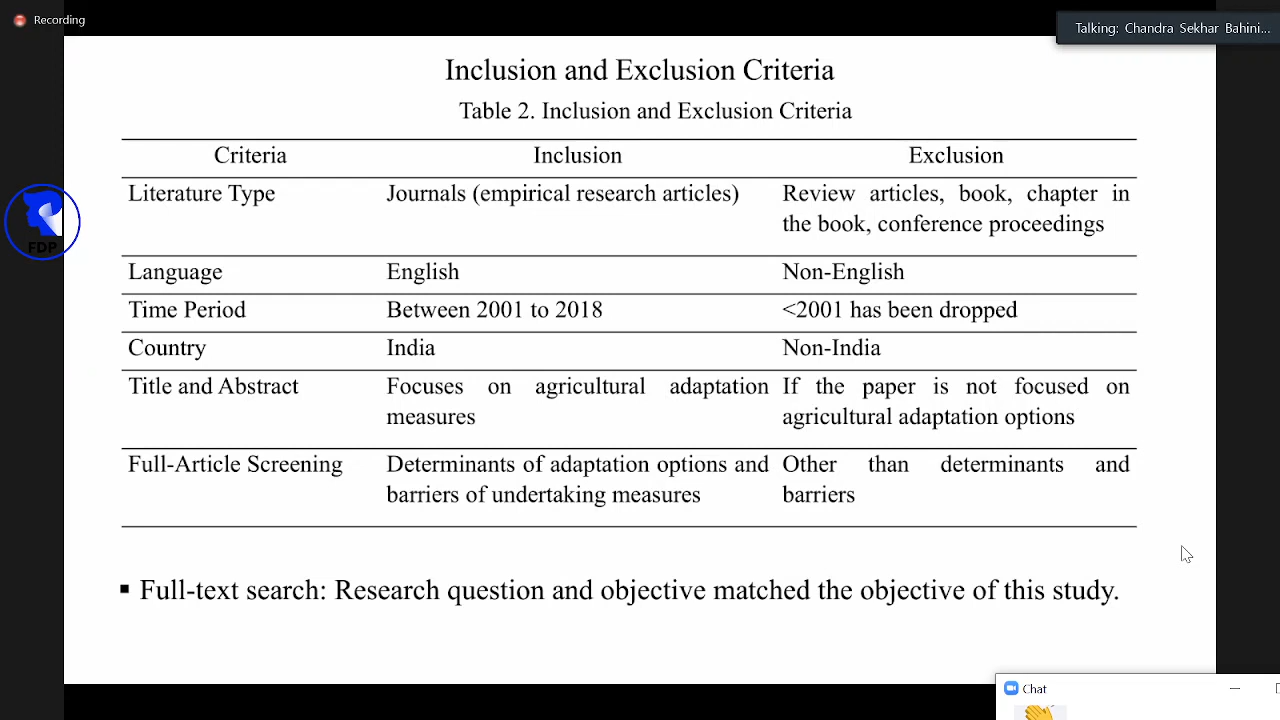 Recording
Talking: Chandra Sekhar Bahini...
Inclusion and Exclusion Criteria
Table 2. Inclusion and Exclusion Criteria
Criteria Inclusion Exclusion
Literature Type Journals (empirical research articles) Review articles, book, chapter in
the book, conference proceedings
Language English Non-English
Time Period Between 2001 to 2018 <2001 has been dropped
Country India Non-India
Title and Abstract Focuses on agricultural adaptation If the paper is not focused on
measures agricultural adaptation options
Full-Article Screening Determinants of adaptation options and Other than determinants and
barriers of undertaking measures barriers
▪ Full-text search: Research question and objective matched the objective of this study.
FDP
Chat